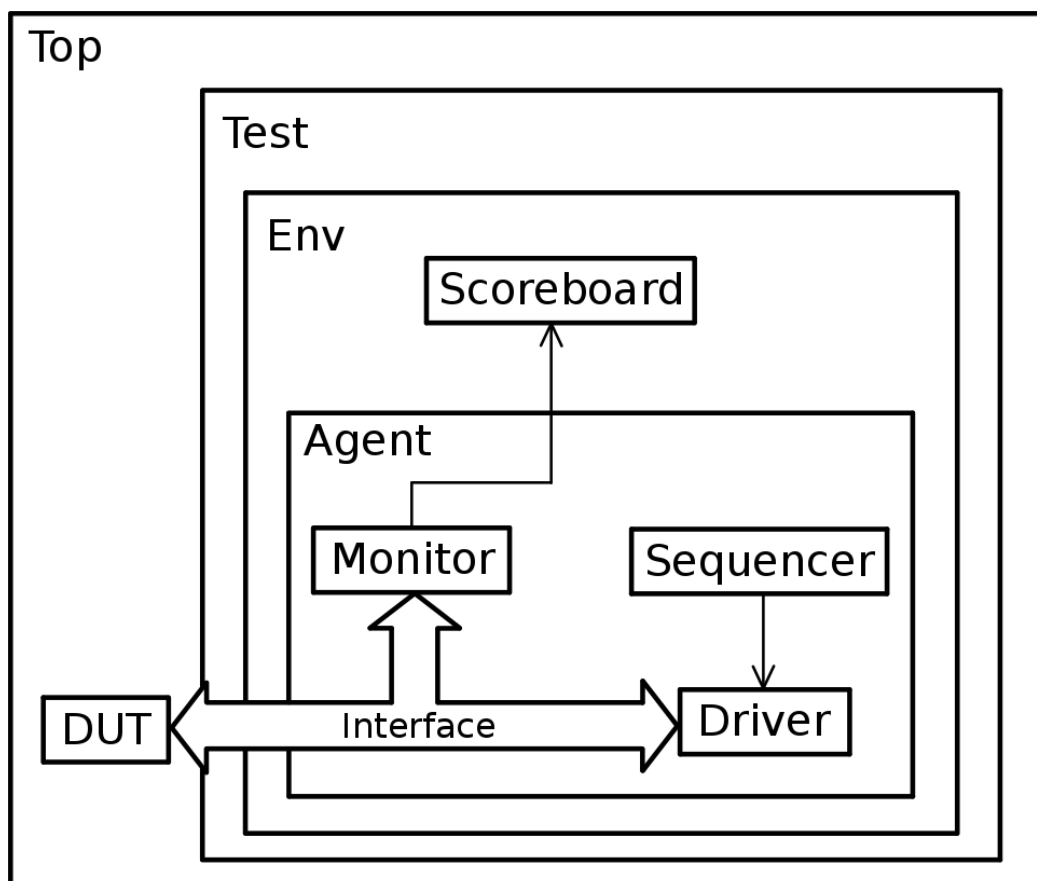 Top
Test
Env
Scoreboard
Agent
Monitor
Sequencer
DUT
Interface
Driver